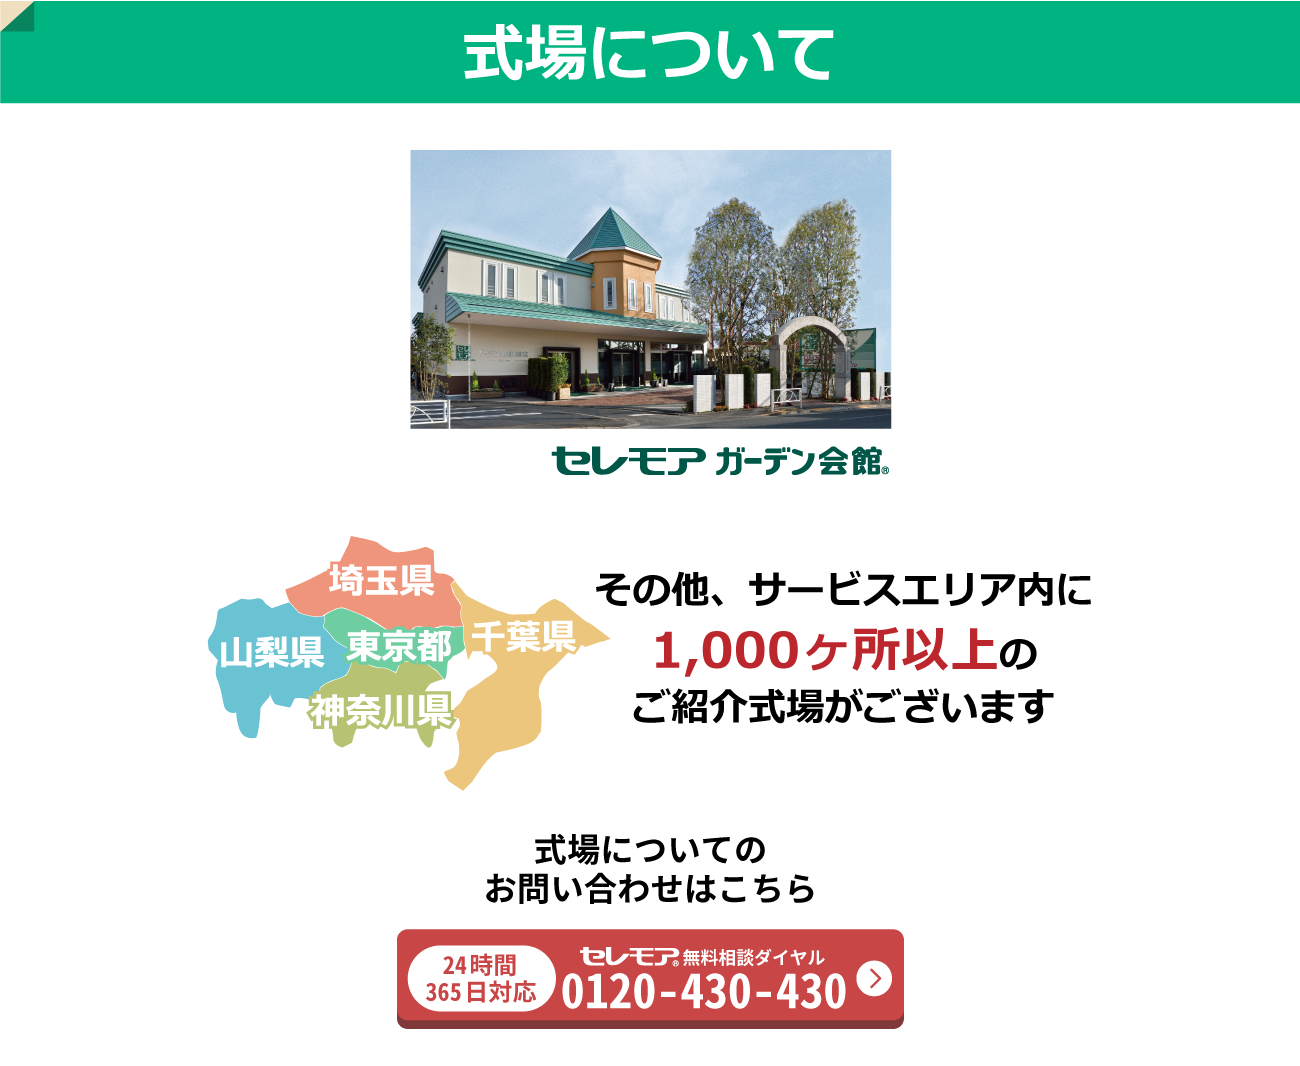 式場について
セレモア ガーデン会館®
埼玉県
山梨県
東京都
千葉県
神奈川県
その他、サービスエリア内に
1,000ヶ所以上の
ご紹介式場がございます
式場についての
お問い合わせはこちら
24時間
365日対応
セレモア®無料相談ダイヤル
0120-430-430